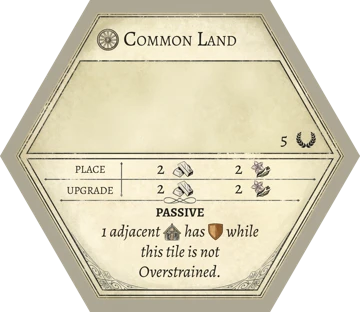 Common Land
5
PLACE 2 2
UPGRADE 2 2
PASSIVE
1 adjacent has while
this tile is not
Overstrained.